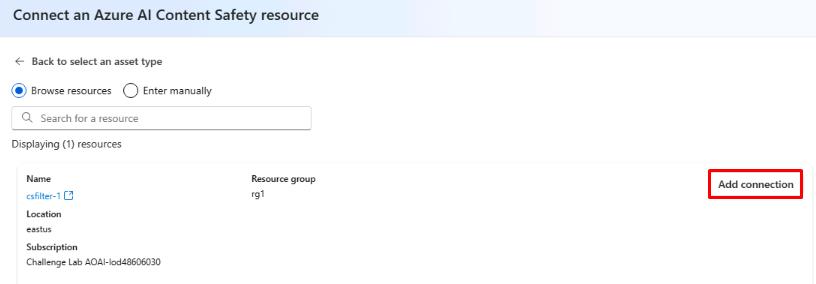 Connect an Azure AI Content Safety resource
Back to select an asset type
Browse resources Enter manually
Search for a resource
Displaying (1) resources
Name Resource group
csfilter-1 rg1
Add connection
Location
eastus
Subscription
Challenge Lab AOAI-lod48606030